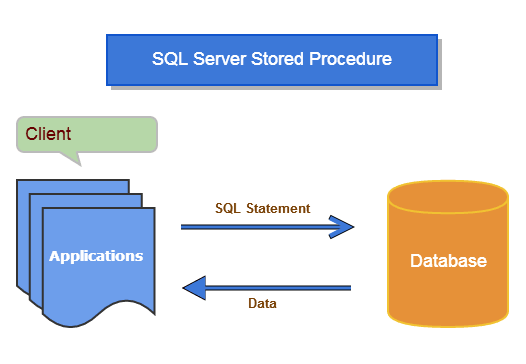 SQL Server Stored Procedure
Client
Applications
SQL Statement
Data
Database